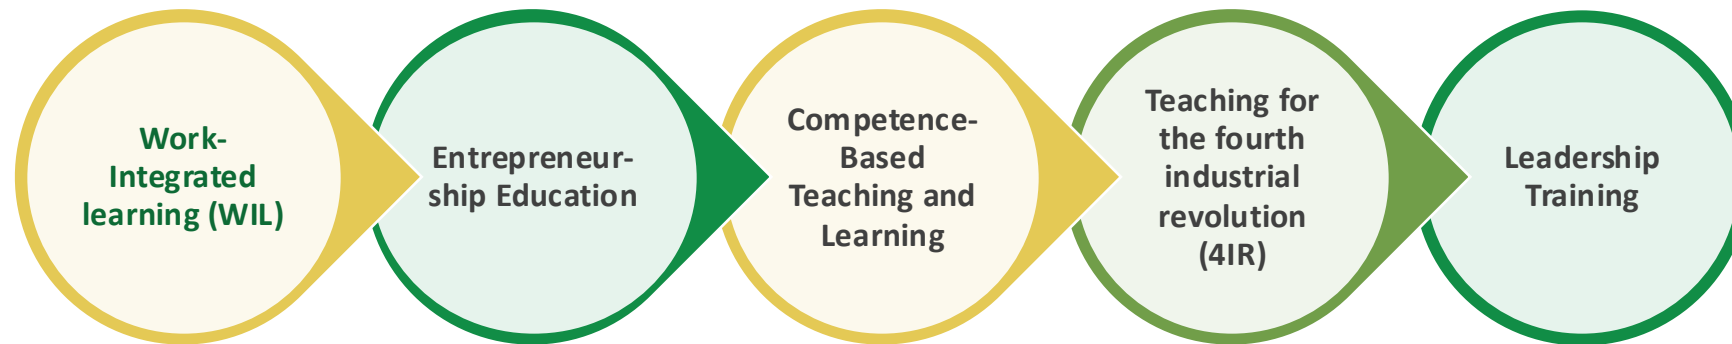 Work-
Integrated
learning (WIL)
Entrepreneur-
ship Education
Competence-
Based
Teaching and
Learning
Teaching for
the fourth
industrial
revolution
(4IR)
Leadership
Training